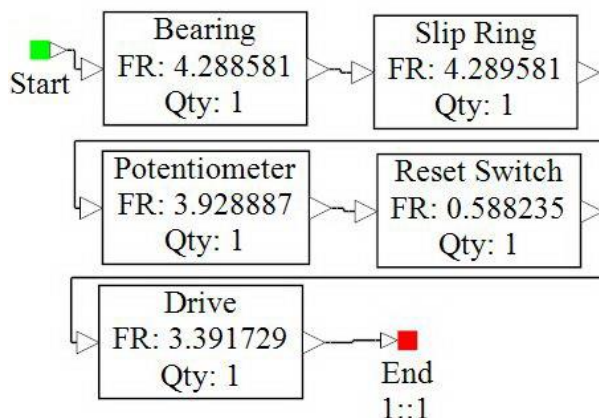 Start
Bearing
FR: 4.288581
Qty: 1
Slip Ring
FR: 4.289581
Qty: 1
Potentiometer
FR: 3.928887
Qty: 1
Reset Switch
FR: 0.588235
Qty: 1
Drive
FR: 3.391729
Qty: 1
End
1::1